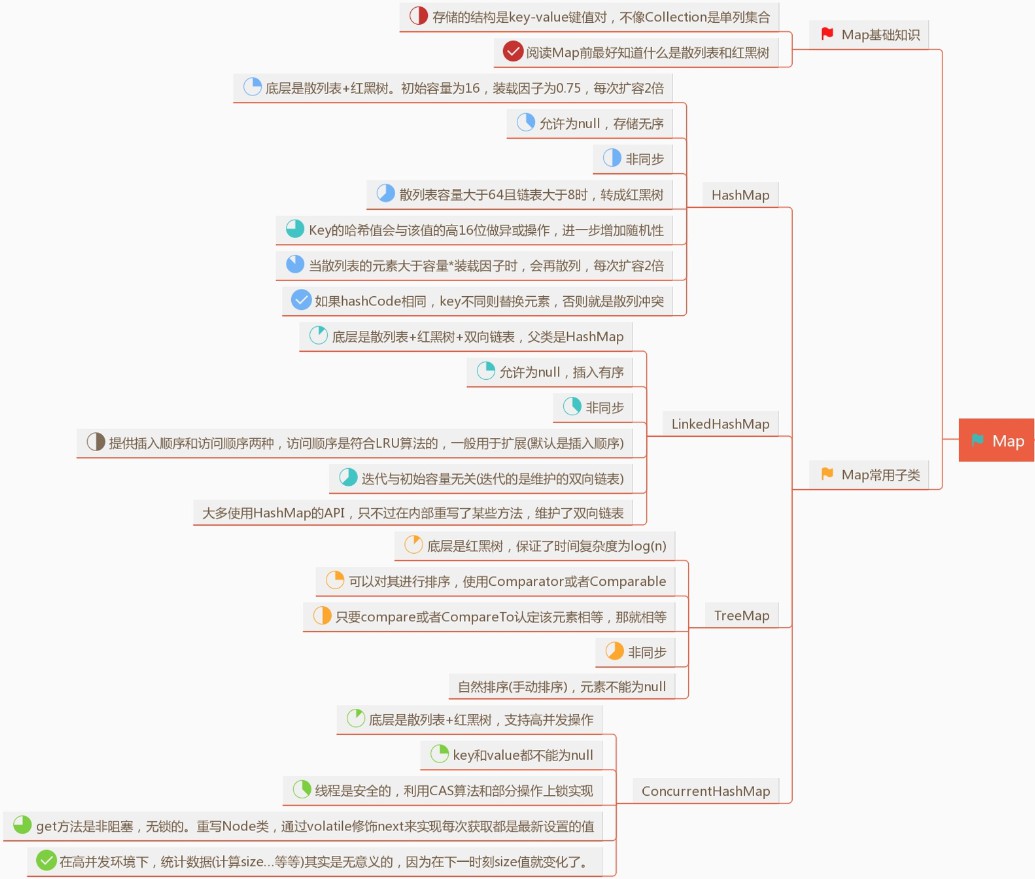 存储的结构是key-value键值对，不像Collection是单列集合
Map基础知识
阅读Map前最好知道什么是散列表和红黑树
底层是散列表+红黑树。初始容量为16，装载因子为0.75，每次扩容2倍
允许为null，存储无序
非同步
散列表容量大于64且链表大于8时，转成红黑树
HashMap
Key的哈希值会与该值的高16位做异或操作，进一步增加随机性
当散列表的元素大于容量*装载因子时，会再散列，每次扩容2倍
如果hashCode相同，key不同则替换元素，否则就是散列冲突
底层是散列表+红黑树+双向链表，父类是HashMap
允许为null，插入有序
非同步
LinkedHashMap
提供插入顺序和访问顺序两种，访问顺序是符合LRU算法的，一般用于扩展(默认是插入顺序)
Map
迭代与初始容量无关(迭代的是维护的双向链表)
Map常用子类
大多使用HashMap的API，只不过在内部重写了某些方法，维护了双向链表
底层是红黑树，保证了时间复杂度为log(n)
可以对其进行排序，使用Comparator或者Comparable
只要compare或者CompareTo认定该元素相等，那就相等
TreeMap
非同步
自然排序(手动排序)，元素不能为null
底层是散列表+红黑树，支持高并发操作
key和value都不能为null
线程是安全的，利用CAS算法和部分操作上锁实现
ConcurrentHashMap
get方法是非阻塞，无锁的。重写Node类，通过volatile修饰next来实现每次获取都是最新设置的值
在高并发环境下，统计数据(计算size...等等)其实是无意义的，因为在下一时刻size值就变化了。